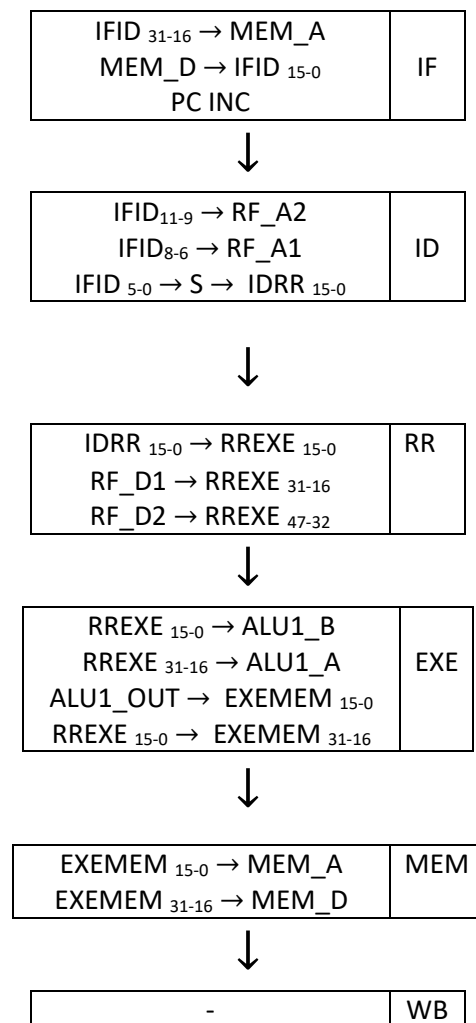 IFID 31-16 → MEM_A
MEM_D → IFID 15-0
PC INC
IF
IFID11-9 → RF_A2
IFID8-6 → RF_A1
IFID 5-0 → S → IDRR 15-0
ID
IDRR 15-0 → RREXE 15-0
RF_D1 → RREXE 31-16
RF_D2 → RREXE 47-32
RR
RREXE 15-0 → ALU1_B
RREXE 31-16 → ALU1_A
ALU1_OUT → EXEMEM 15-0
RREXE 15-0 → EXEMEM 31-16
EXE
EXEMEM 15-0 → MEM_A
EXEMEM 31-16 → MEM_D
MEM
-
WB